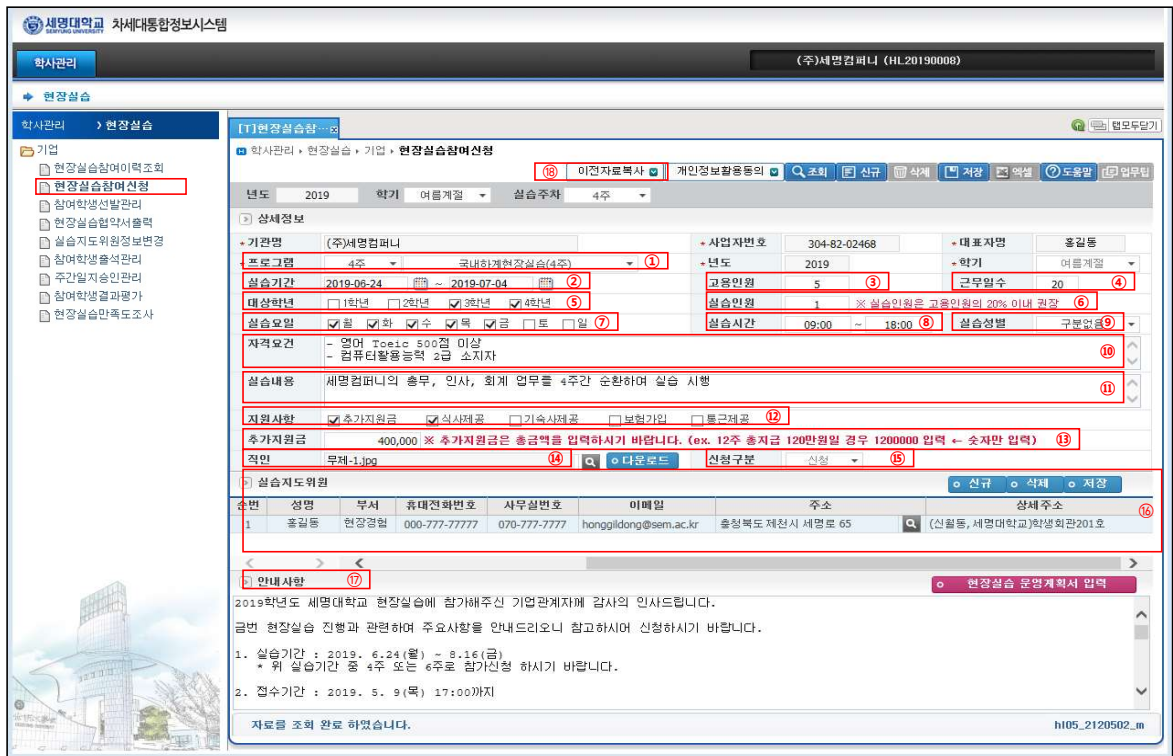 세명대학교 SEMYUNG UNIVERSITY 차세대통합정보시스템
학사관리 (주)세명컴퍼니 (HL20190008)
현장실습
학사관리 > 현장실습
기업
현장실습참여이력조회
현장실습참여신청
참여학생선발관리
현장실습협약서출력
실습지도위원정보변경
참여학생출석관리
주간일지승인관리
참여학생결과평가
현장실습만족도조사
[T]현장실습참… 탭모두닫기
학사관리 › 현장실습 › 기업 › 현장실습참여신청
⑱ 이전자료복사 개인정보활용동의 조회 신규 삭제 저장 엑셀 도움말 업무팁
년도 2019 학기 여름계절 실습주차 4주
상세정보
기관명 (주)세명컴퍼니 사업자번호 304-82-02468 대표자명 홍길동
프로그램 4주 국내하계현장실습(4주) ① 년도 2019 학기 여름계절
실습기간 2019-06-24 ~ 2019-07-04 ② 고용인원 5 ③ 근무일수 20 ④
대상학년 1학년 2학년 3학년 4학년 ⑤ 실습인원 1 ※ 실습인원은 고용인원의 20% 이내 권장 ⑥
실습요일 월 화 수 목 금 토 일 ⑦ 실습시간 09:00 ~ 18:00 ⑧ 실습성별 구분없음 ⑨
자격요건 - 영어 Toeic 500점 이상
- 컴퓨터활용능력 2급 소지자 ⑩
실습내용 세명컴퍼니의 총무, 인사, 회계 업무를 4주간 순환하여 실습 시행 ⑪
지원사항 추가지원금 식사제공 기숙사제공 보험가입 통근제공 ⑫
추가지원금 400,000 ※ 추가지원금은 총금액을 입력하시기 바랍니다. (ex. 12주 총지급 120만원일 경우 1200000 입력 ← 숫자만 입력) ⑬
직인 무제-1.jpg ⑭ 다운로드 신청구분 신청 ⑮
실습지도위원 신규 삭제 저장
순번 성명 부서 휴대전화번호 사무실번호 이메일 주소 상세주소 ⑯
1 홍길동 현장경험 000-777-77777 070-777-7777 honggildong@sem.ac.kr 충청북도 제천시 세명로 65 (신월동, 세명대학교)학생회관201호
안내사항 ⑰ 현장실습 운영계획서 입력
2019학년도 세명대학교 현장실습에 참가해주신 기업관계자에 감사의 인사드립니다.
금번 현장실습 진행과 관련하여 주요사항을 안내드리오니 참고하시어 신청하시기 바랍니다.
1. 실습기간 : 2019. 6.24(월) ~ 8.16(금)
* 위 실습기간 중 4주 또는 6주로 참가신청 하시기 바랍니다.
2. 접수기간 : 2019. 5. 9(목) 17:00까지
자료를 조회 완료 하였습니다. hl05_2120502_m